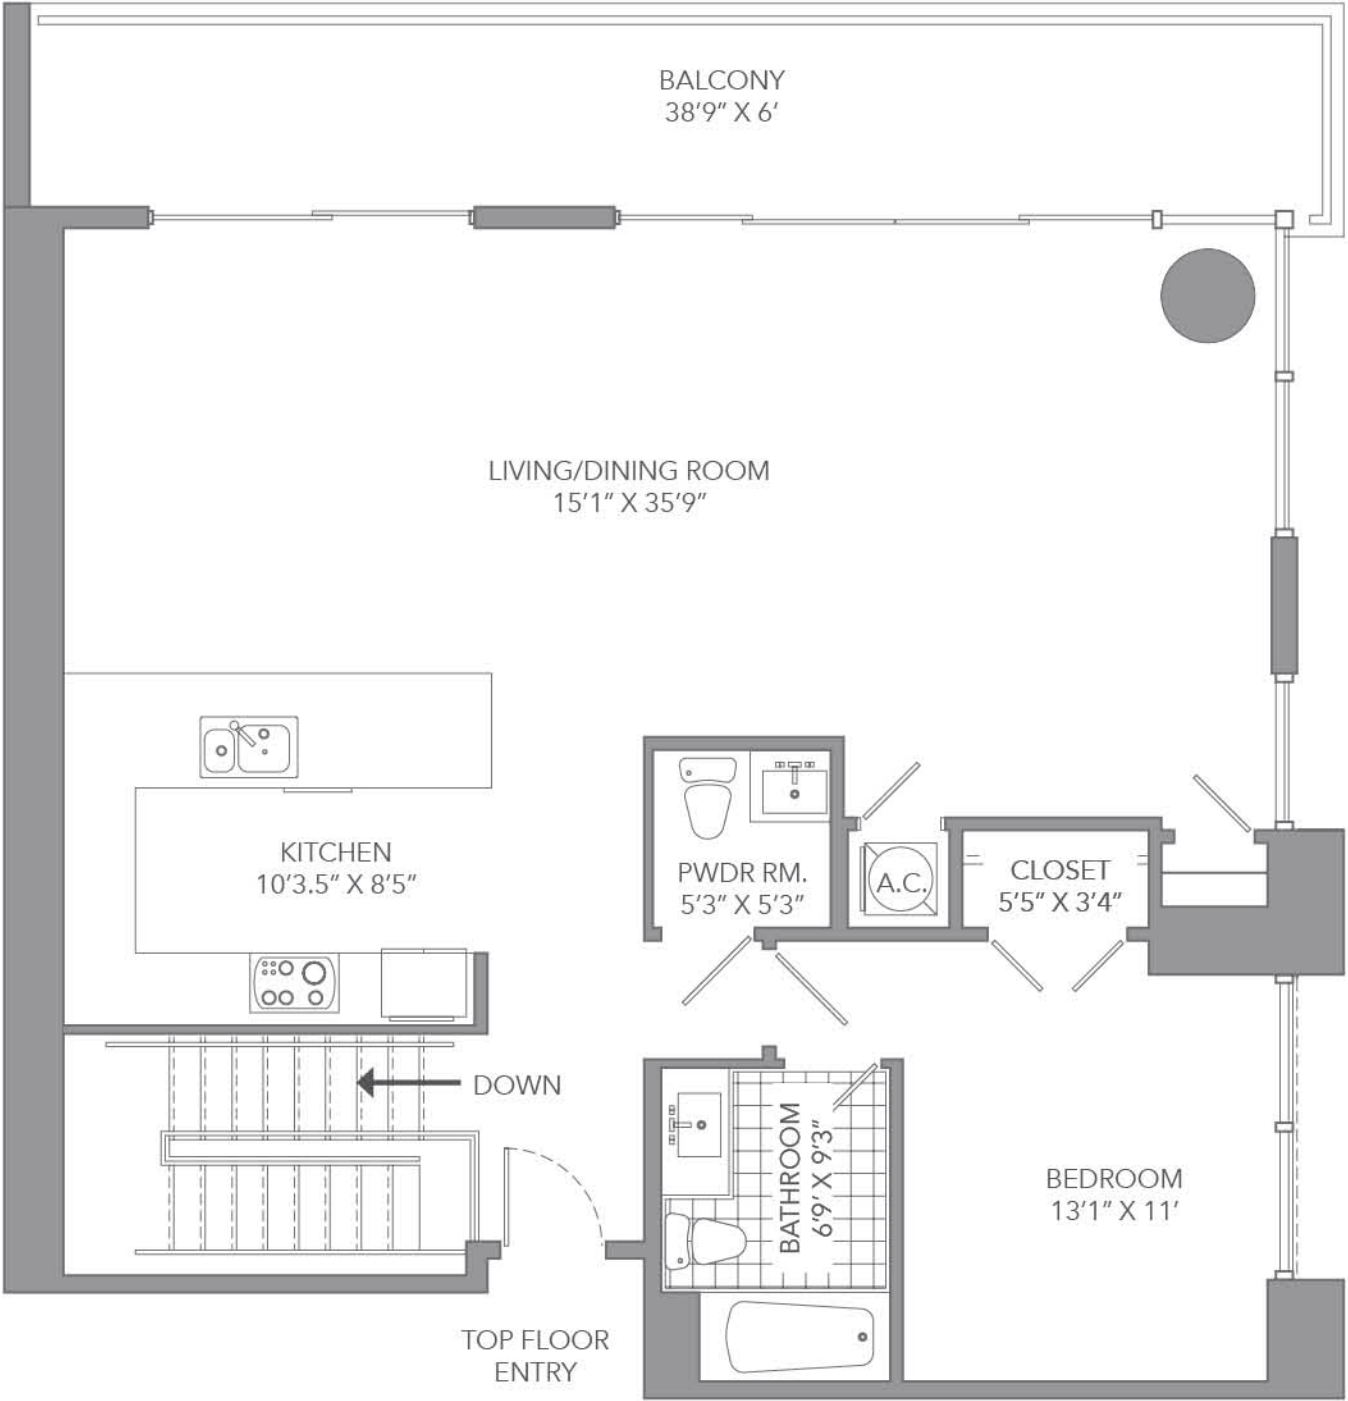 BALCONY
38'9" X 6'
LIVING/DINING ROOM
15'1" X 35'9"
KITCHEN
10'3.5" X 8'5"
PWDR RM.
5'3" X 5'3"
A.C.
CLOSET
5'5" X 3'4"
DOWN
BATHROOM
6'9' X 9'3"
BEDROOM
13'1" X 11'
TOP FLOOR
ENTRY